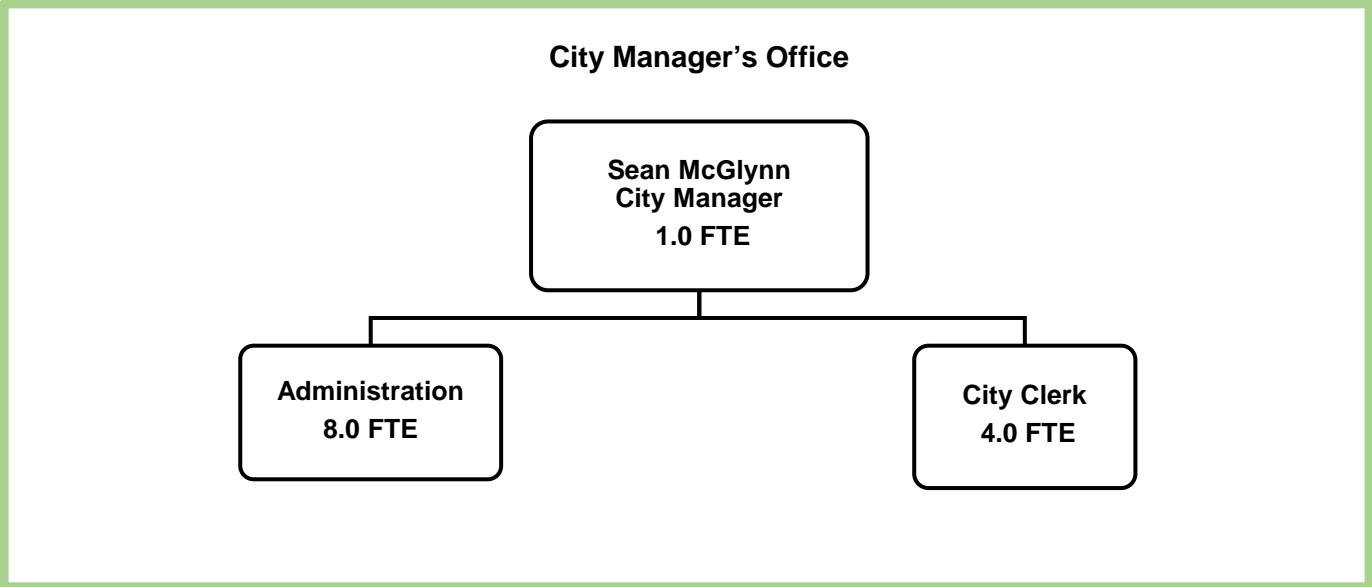 City Manager’s Office
Sean McGlynn
City Manager
1.0 FTE
Administration
8.0 FTE
City Clerk
4.0 FTE